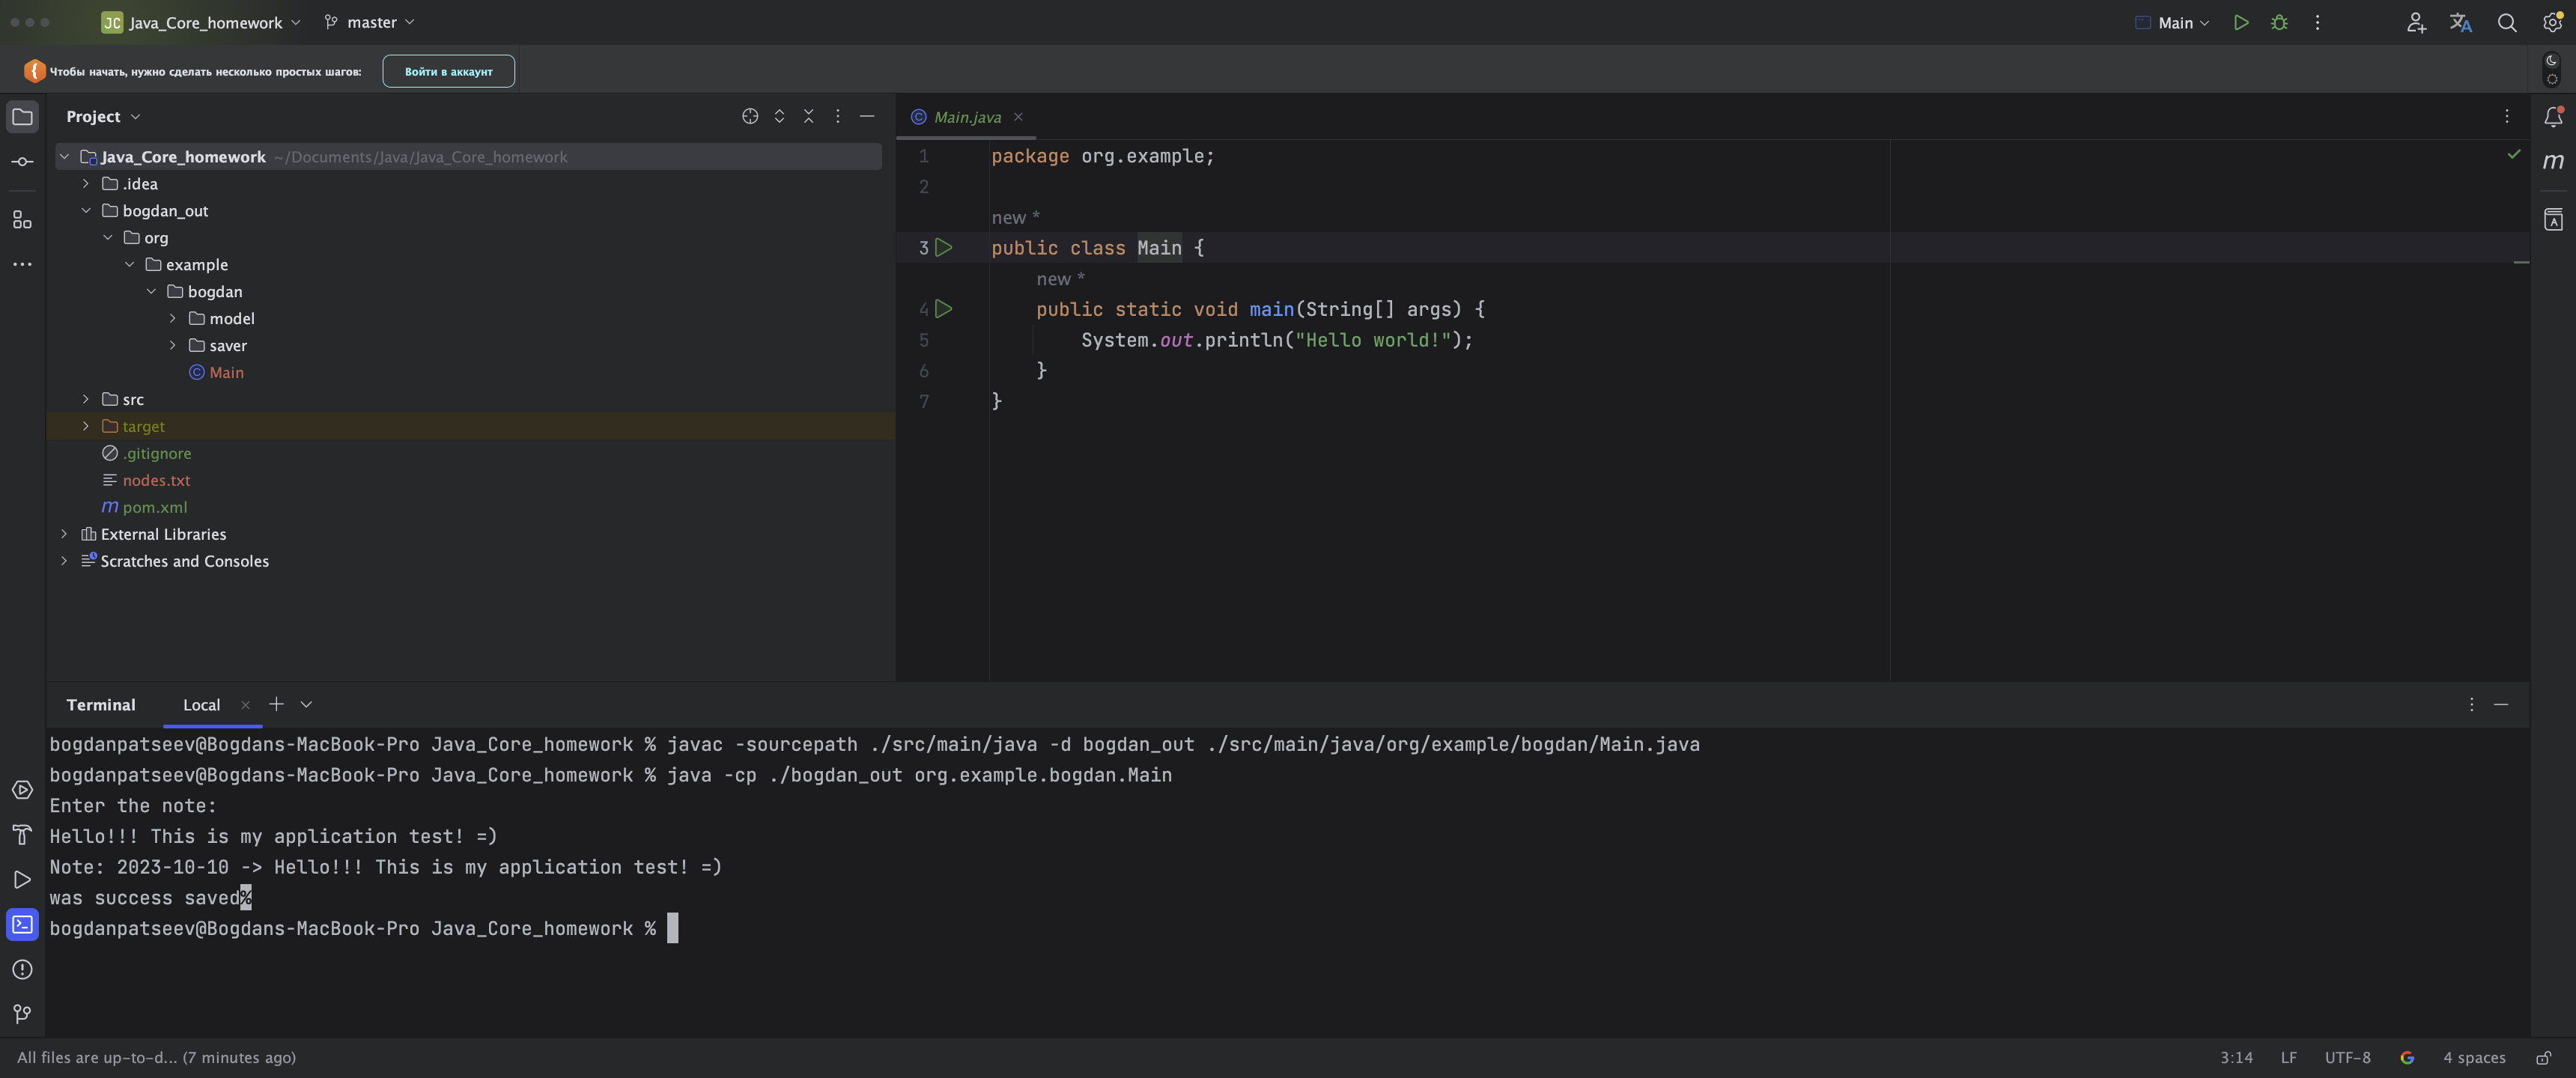 JC Java_Core_homework master Main
Чтобы начать, нужно сделать несколько простых шагов: Войти в аккаунт
Project
Java_Core_homework ~/Documents/Java/Java_Core_homework
.idea
bogdan_out
org
example
bogdan
model
saver
Main
src
target
.gitignore
nodes.txt
pom.xml
External Libraries
Scratches and Consoles
Main.java
1 package org.example;
2
new *
3 public class Main {
new *
4 public static void main(String[] args) {
5 System.out.println("Hello world!");
6 }
7 }
Terminal Local
bogdanpatseev@Bogdans-MacBook-Pro Java_Core_homework % javac -sourcepath ./src/main/java -d bogdan_out ./src/main/java/org/example/bogdan/Main.java
bogdanpatseev@Bogdans-MacBook-Pro Java_Core_homework % java -cp ./bogdan_out org.example.bogdan.Main
Enter the note:
Hello!!! This is my application test! =)
Note: 2023-10-10 -> Hello!!! This is my application test! =)
was success saved%
bogdanpatseev@Bogdans-MacBook-Pro Java_Core_homework %
All files are up-to-d... (7 minutes ago) 3:14 LF UTF-8 4 spaces